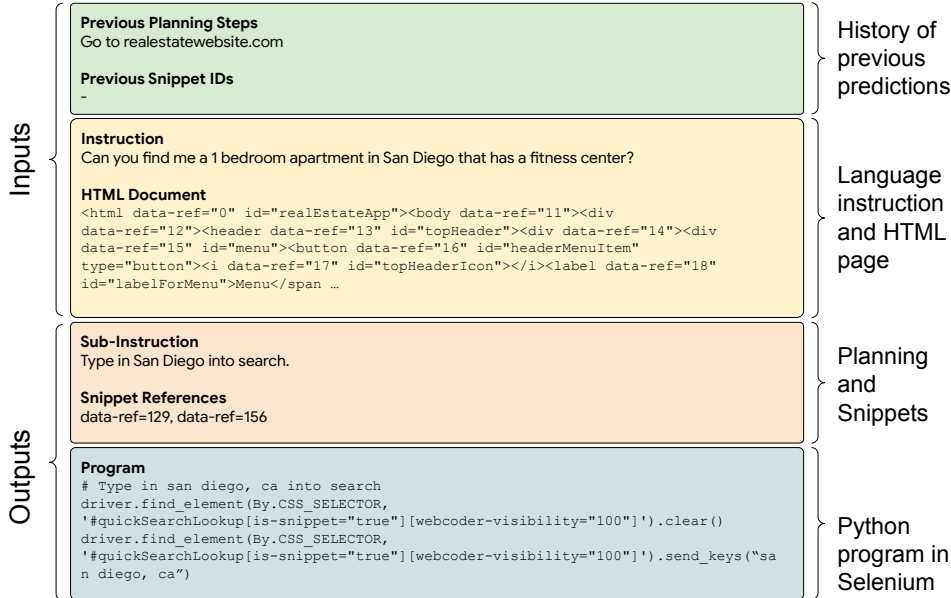 Inputs
Previous Planning Steps
Go to realestatewebsite.com
Previous Snippet IDs
-
History of
previous
predictions
Instruction
Can you find me a 1 bedroom apartment in San Diego that has a fitness center?
HTML Document
<html data-ref="0" id="realEstateApp"><body data-ref="11"><div
data-ref="12"><header data-ref="13" id="topHeader"><div data-ref="14"><div
data-ref="15" id="menu"><button data-ref="16" id="headerMenuItem"
type="button"><i data-ref="17" id="topHeaderIcon"></i><label data-ref="18"
id="labelForMenu">Menu</span …
Language
instruction
and HTML
page
Outputs
Sub-Instruction
Type in San Diego into search.
Snippet References
data-ref=129, data-ref=156
Planning
and
Snippets
Program
# Type in san diego, ca into search
driver.find_element(By.CSS_SELECTOR,
'#quickSearchLookup[is-snippet="true"][webcoder-visibility="100"]').clear()
driver.find_element(By.CSS_SELECTOR,
'#quickSearchLookup[is-snippet="true"][webcoder-visibility="100"]').send_keys(“sa
n diego, ca”)
Python
program in
Selenium